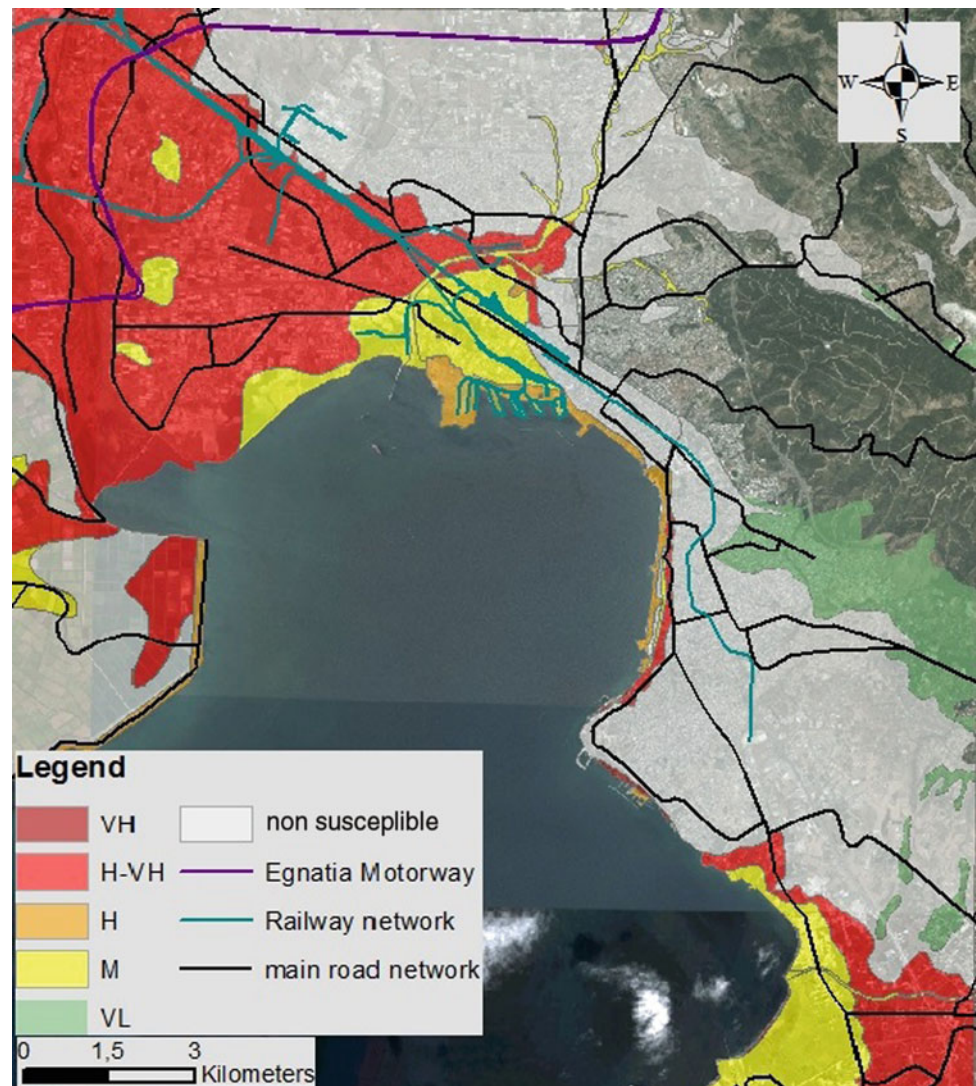 N
W E
S
Legend
VH
H-VH
H
M
VL
non susceplible
Egnatia Motorway
Railway network
main road network
0 1,5 3
Kilometers